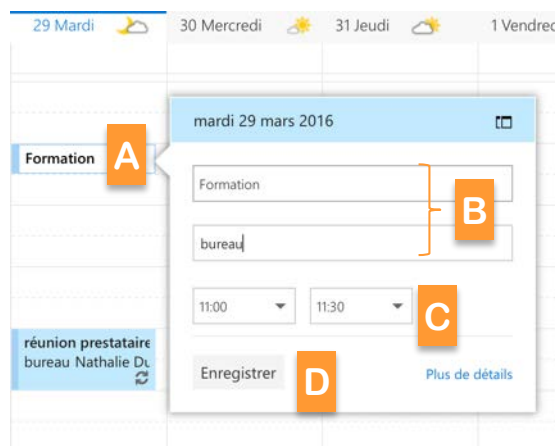 29 Mardi
30 Mercredi
31 Jeudi
1 Vendred
mardi 29 mars 2016
Formation
A
Formation
B
bureau
11:00
11:30
C
réunion prestataire
bureau Nathalie Du
Enregistrer
D
Plus de détails